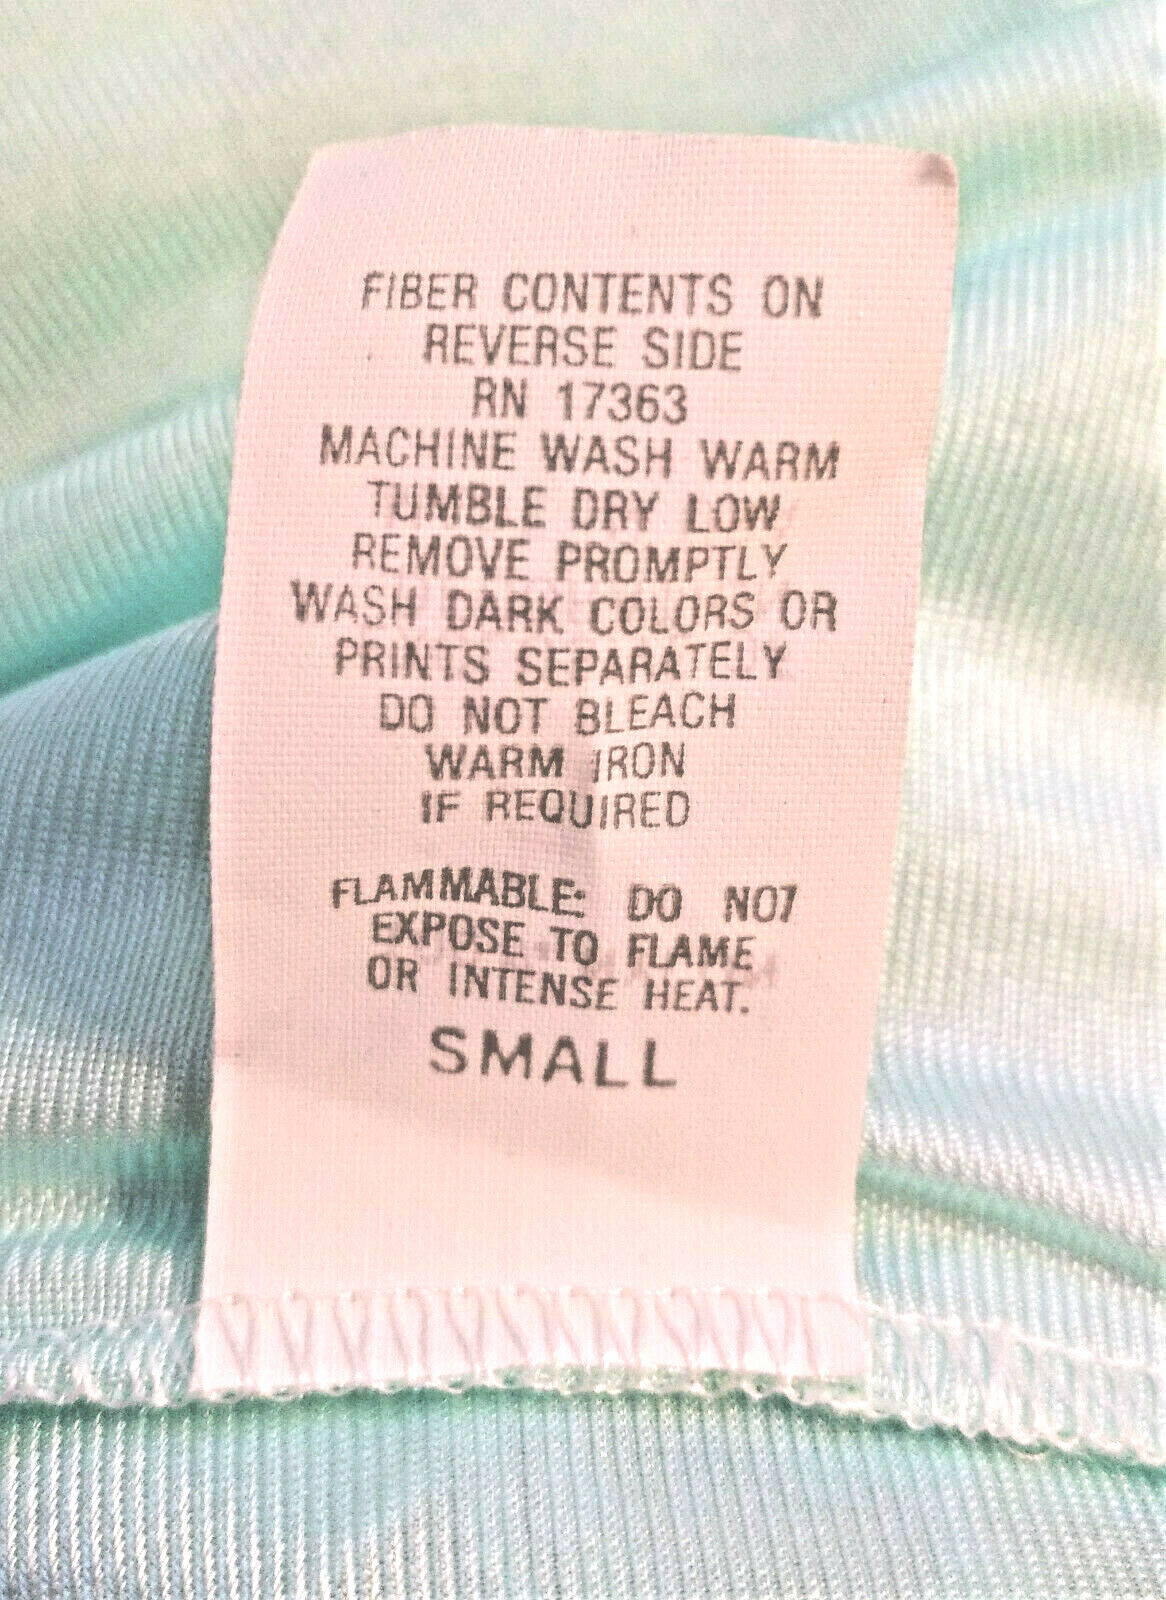 FIBER CONTENTS ON
REVERSE SIDE
RN 17363
MACHINE WASH WARM
TUMBLE DRY LOW
REMOVE PROMPTLY
WASH DARK COLORS OR
PRINTS SEPARATELY
DO NOT BLEACH
WARM IRON
IF REQUIRED
FLAMMABLE: DO NOT
EXPOSE TO FLAME
OR INTENSE HEAT.
SMALL